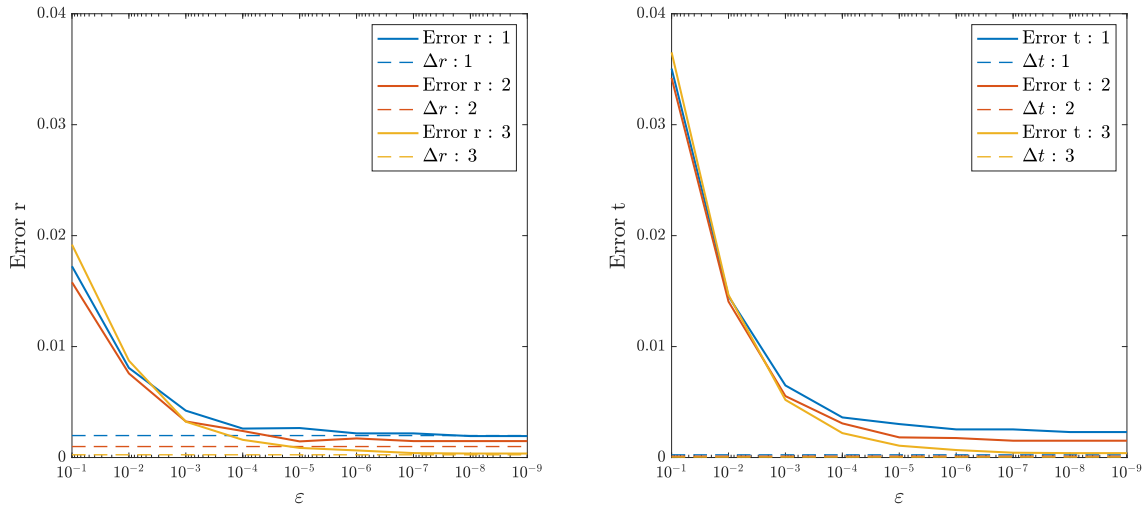 0.04
0.03
0.02
0.01
0
Error r
10⁻¹ 10⁻² 10⁻³ 10⁻⁴ 10⁻⁵ 10⁻⁶ 10⁻⁷ 10⁻⁸ 10⁻⁹
ε
Error r : 1
Δr : 1
Error r : 2
Δr : 2
Error r : 3
Δr : 3
0.04
0.03
0.02
0.01
0
Error t
10⁻¹ 10⁻² 10⁻³ 10⁻⁴ 10⁻⁵ 10⁻⁶ 10⁻⁷ 10⁻⁸ 10⁻⁹
ε
Error t : 1
Δt : 1
Error t : 2
Δt : 2
Error t : 3
Δt : 3